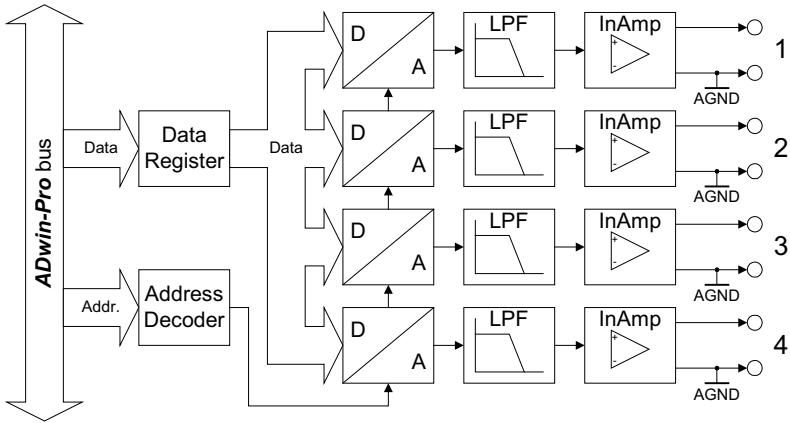 ADwin-Pro bus
Data
Data
Register
Data
Addr.
Address
Decoder
D
A
LPF
InAmp
+
-
AGND
1
D
A
LPF
InAmp
+
-
AGND
2
D
A
LPF
InAmp
+
-
AGND
3
D
A
LPF
InAmp
+
-
AGND
4